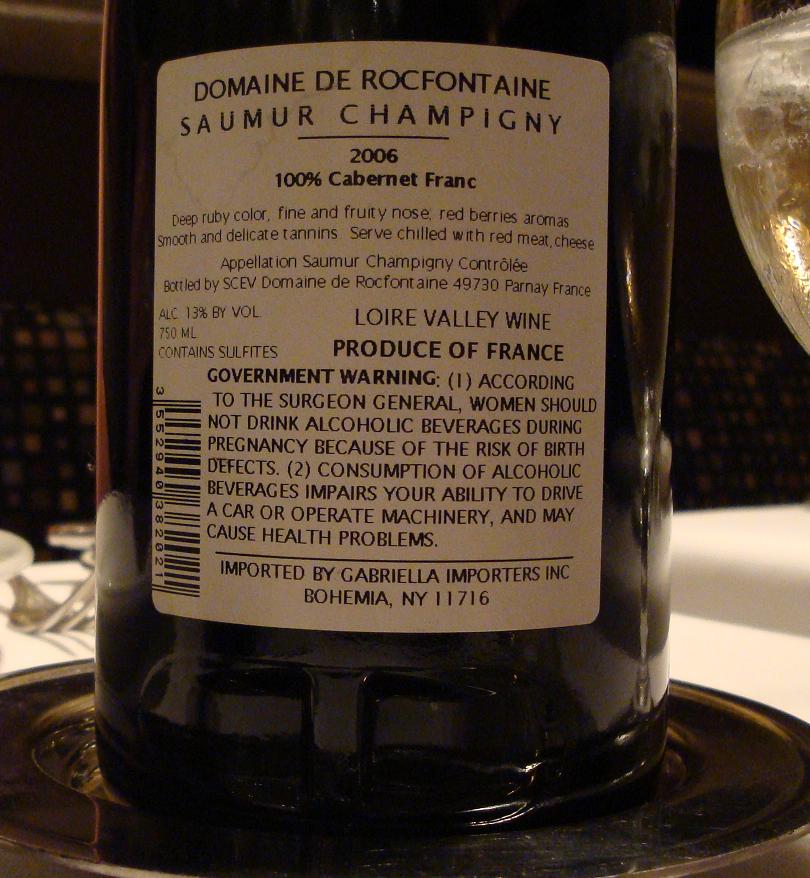 DOMAINE DE ROCFONTAINE
SAUMUR CHAMPIGNY
2006
100% Cabernet Franc
Deep ruby color, fine and fruity nose; red berries aromas
Smooth and delicate tannins. Serve chilled with red meat, cheese
Appellation Saumur Champigny Contrôlée
Bottled by SCEV Domaine de Rocfontaine 49730 Parnay France
ALC. 13% BY VOL.
750 ML
CONTAINS SULFITES
LOIRE VALLEY WINE
PRODUCE OF FRANCE
GOVERNMENT WARNING: (1) ACCORDING
TO THE SURGEON GENERAL, WOMEN SHOULD
NOT DRINK ALCOHOLIC BEVERAGES DURING
PREGNANCY BECAUSE OF THE RISK OF BIRTH
DEFECTS. (2) CONSUMPTION OF ALCOHOLIC
BEVERAGES IMPAIRS YOUR ABILITY TO DRIVE
A CAR OR OPERATE MACHINERY, AND MAY
CAUSE HEALTH PROBLEMS.
3 552940 382021
IMPORTED BY GABRIELLA IMPORTERS INC
BOHEMIA, NY 11716